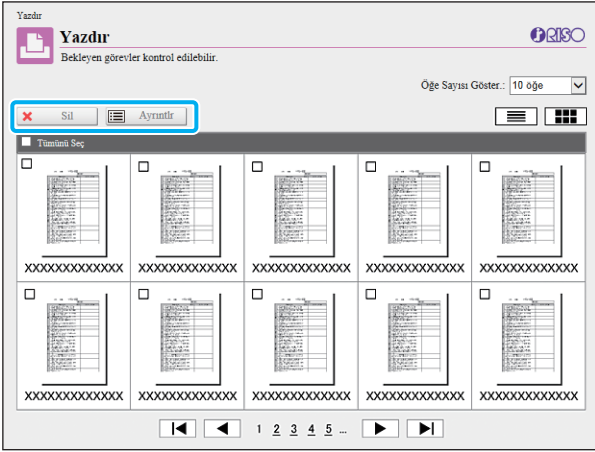 Yazdır
Yazdır
RISO
Bekleyen görevler kontrol edilebilir.
Öğe Sayısı Göster.: 10 öğe
Sil Ayrıntlr
Tümünü Seç
XXXXXXXXXXXXX XXXXXXXXXXXXX XXXXXXXXXXXXX XXXXXXXXXXXXX XXXXXXXXXXXXX
XXXXXXXXXXXXX XXXXXXXXXXXXX XXXXXXXXXXXXX XXXXXXXXXXXXX XXXXXXXXXXXXX
1 2 3 4 5 ...